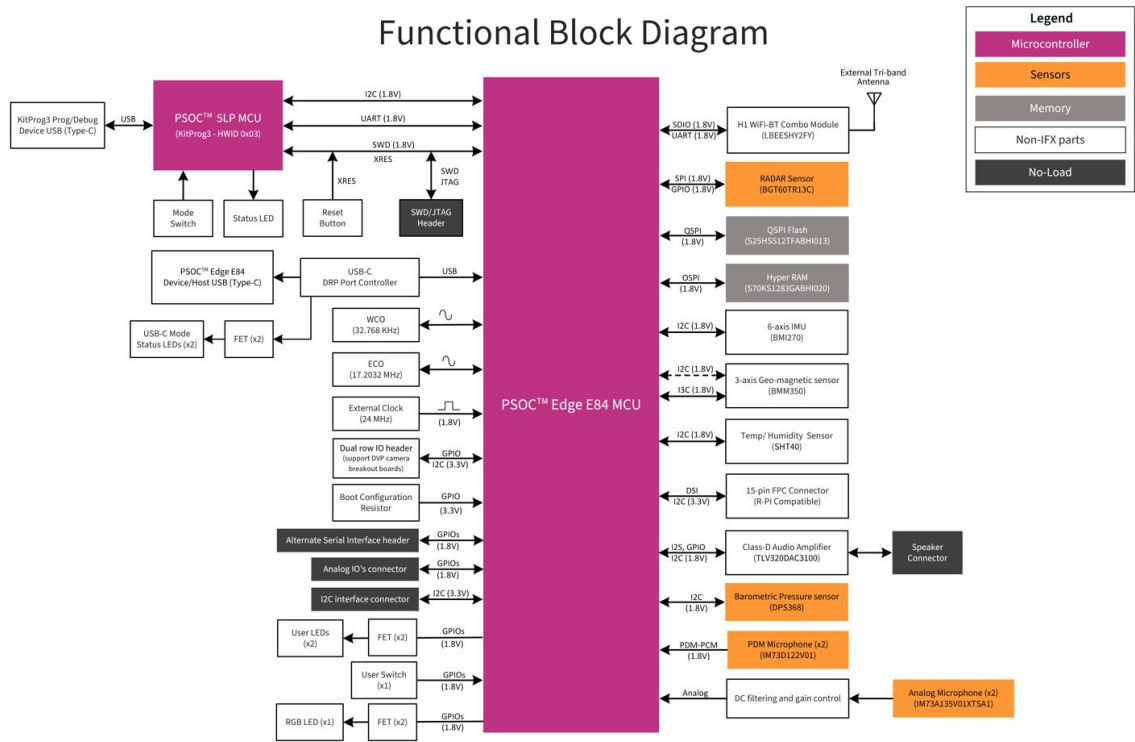 Functional Block Diagram
Legend
Microcontroller
Sensors
Memory
Non-IFX parts
No-Load
KitProg3 Prog/Debug
Device USB (Type-C)
USB
PSOC™ 5LP MCU
(KitProg3 - HWID 0x03)
I2C (1.8V)
UART (1.8V)
SWD (1.8V)
XRES
XRES
SWD
JTAG
Mode
Switch
Status LED
Reset
Button
SWD/JTAG
Header
PSOC™ Edge E84
Device/Host USB (Type-C)
USB-C
DRP Port Controller
USB
USB-C Mode
Status LEDs (x2)
FET (x2)
WCO
(32.768 KHz)
ECO
(17.2032 MHz)
External Clock
(24 MHz)
(1.8V)
Dual row IO header
(support DVP camera
breakout boards)
GPIO
I2C (3.3V)
Boot Configuration
Resistor
GPIO
(3.3V)
Alternate Serial Interface header
GPIOs
(1.8V)
Analog IO's connector
GPIOs
(1.8V)
I2C interface connector
I2C (3.3V)
User LEDs
(x2)
FET (x2)
GPIOs
(1.8V)
User Switch
(x1)
GPIOs
(1.8V)
RGB LED (x1)
FET (x2)
GPIOs
(1.8V)
PSOC™ Edge E84 MCU
External Tri-band
Antenna
SDIO (1.8V)
UART (1.8V)
H1 WiFi-BT Combo Module
(LBEE5HY2FY)
SPI (1.8V)
GPIO (1.8V)
RADAR Sensor
(BGT60TR13C)
QSPI
(1.8V)
QSPI Flash
(S25HS512TFABHI013)
OSPI
(1.8V)
Hyper RAM
(S70KS1283GABHI020)
I2C (1.8V)
6-axis IMU
(BMI270)
I2C (1.8V)
I3C (1.8V)
3-axis Geo-magnetic sensor
(BMM350)
I2C (1.8V)
Temp/ Humidity Sensor
(SHT40)
DSI
I2C (3.3V)
15-pin FPC Connector
(R-Pi Compatible)
I2S, GPIO
I2C (1.8V)
Class-D Audio Amplifier
(TLV320DAC3100)
Speaker
Connector
I2C
(1.8V)
Barometric Pressure sensor
(DPS368)
PDM-PCM
(1.8V)
PDM Microphone (x2)
(IM73D122V01)
Analog
DC filtering and gain control
Analog Microphone (x2)
(IM73A135V01XTSA1)